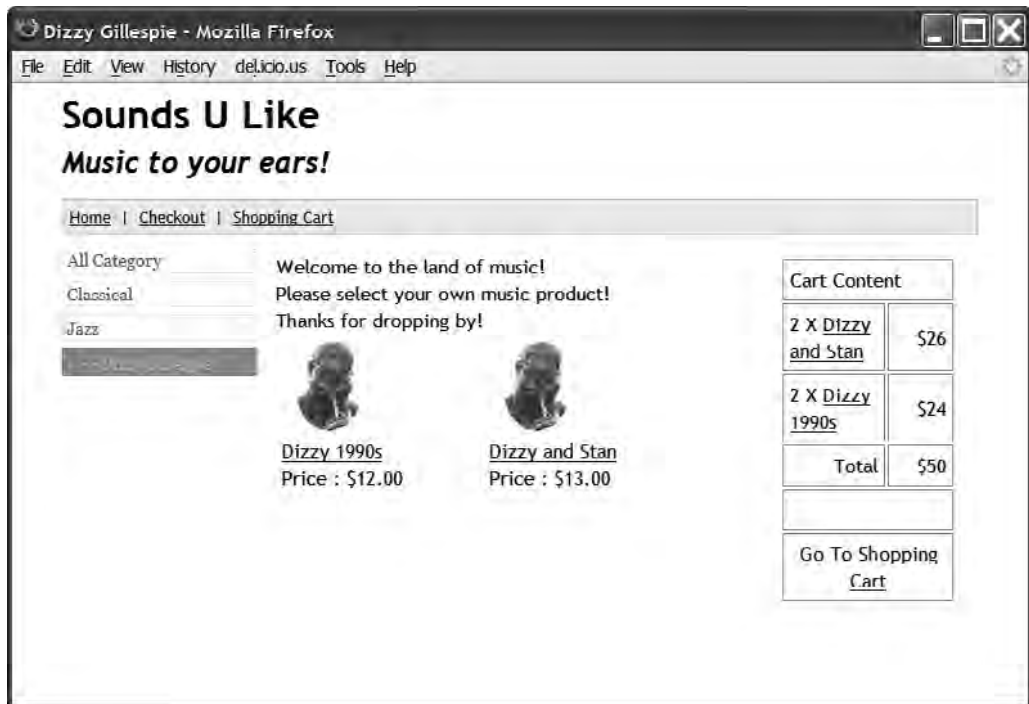 Dizzy Gillespie - Mozilla Firefox
File Edit View History del.icio.us Tools Help
Sounds U Like
Music to your ears!
Home | Checkout | Shopping Cart
All Category
Classical
Jazz
Welcome to the land of music!
Please select your own music product!
Thanks for dropping by!
Dizzy 1990s
Price : $12.00
Dizzy and Stan
Price : $13.00
Cart Content
2 X Dizzy
and Stan
$26
2 X Dizzy
1990s
$24
Total $50
Go To Shopping
Cart